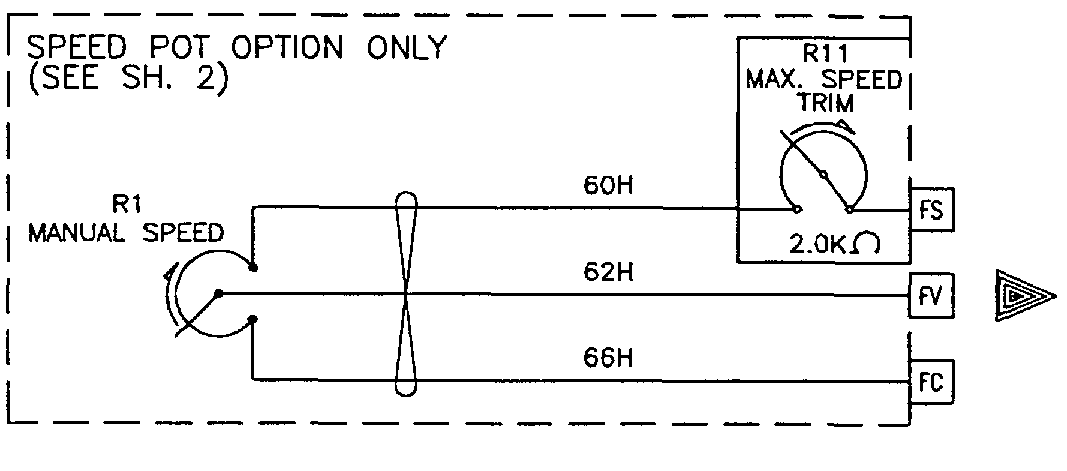 SPEED POT OPTION ONLY
(SEE SH. 2)
R11
MAX. SPEED
TRIM
60H
R1
MANUAL SPEED
FS
2.0KΩ
62H
FV
66H
FC